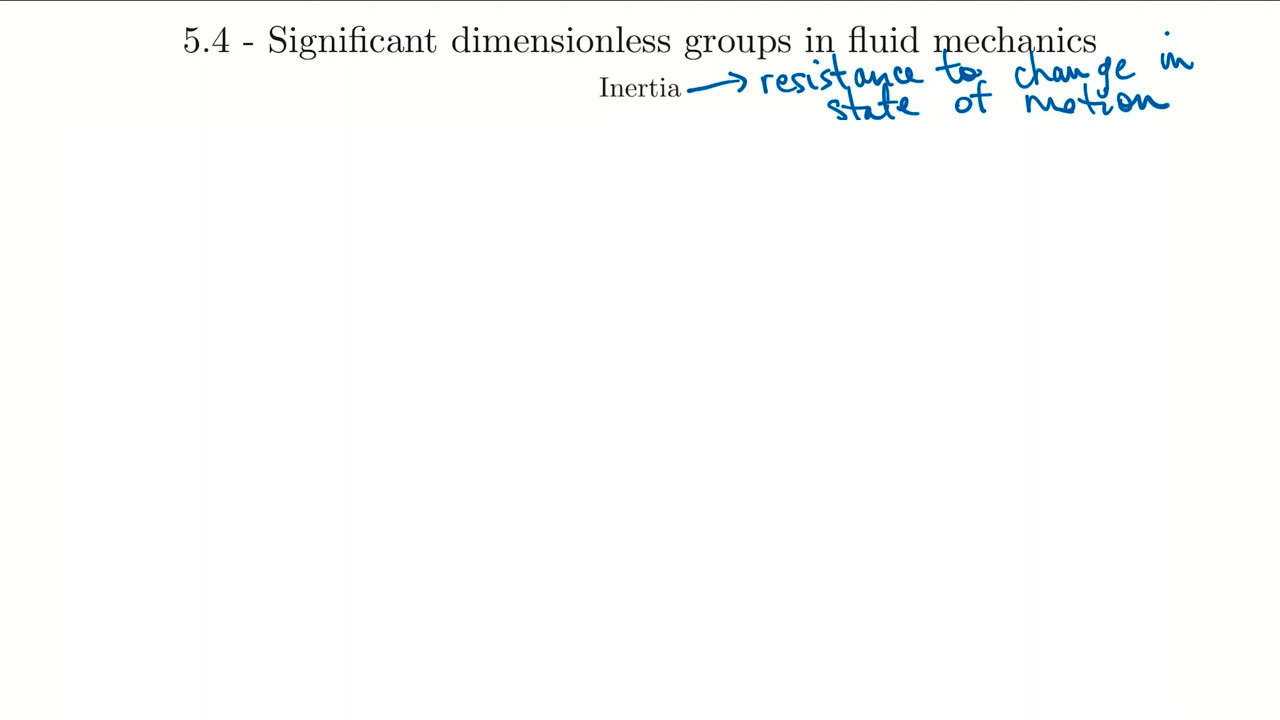 5.4 - Significant dimensionless groups in fluid mechanics
Inertia → resistance to change in
state of motion